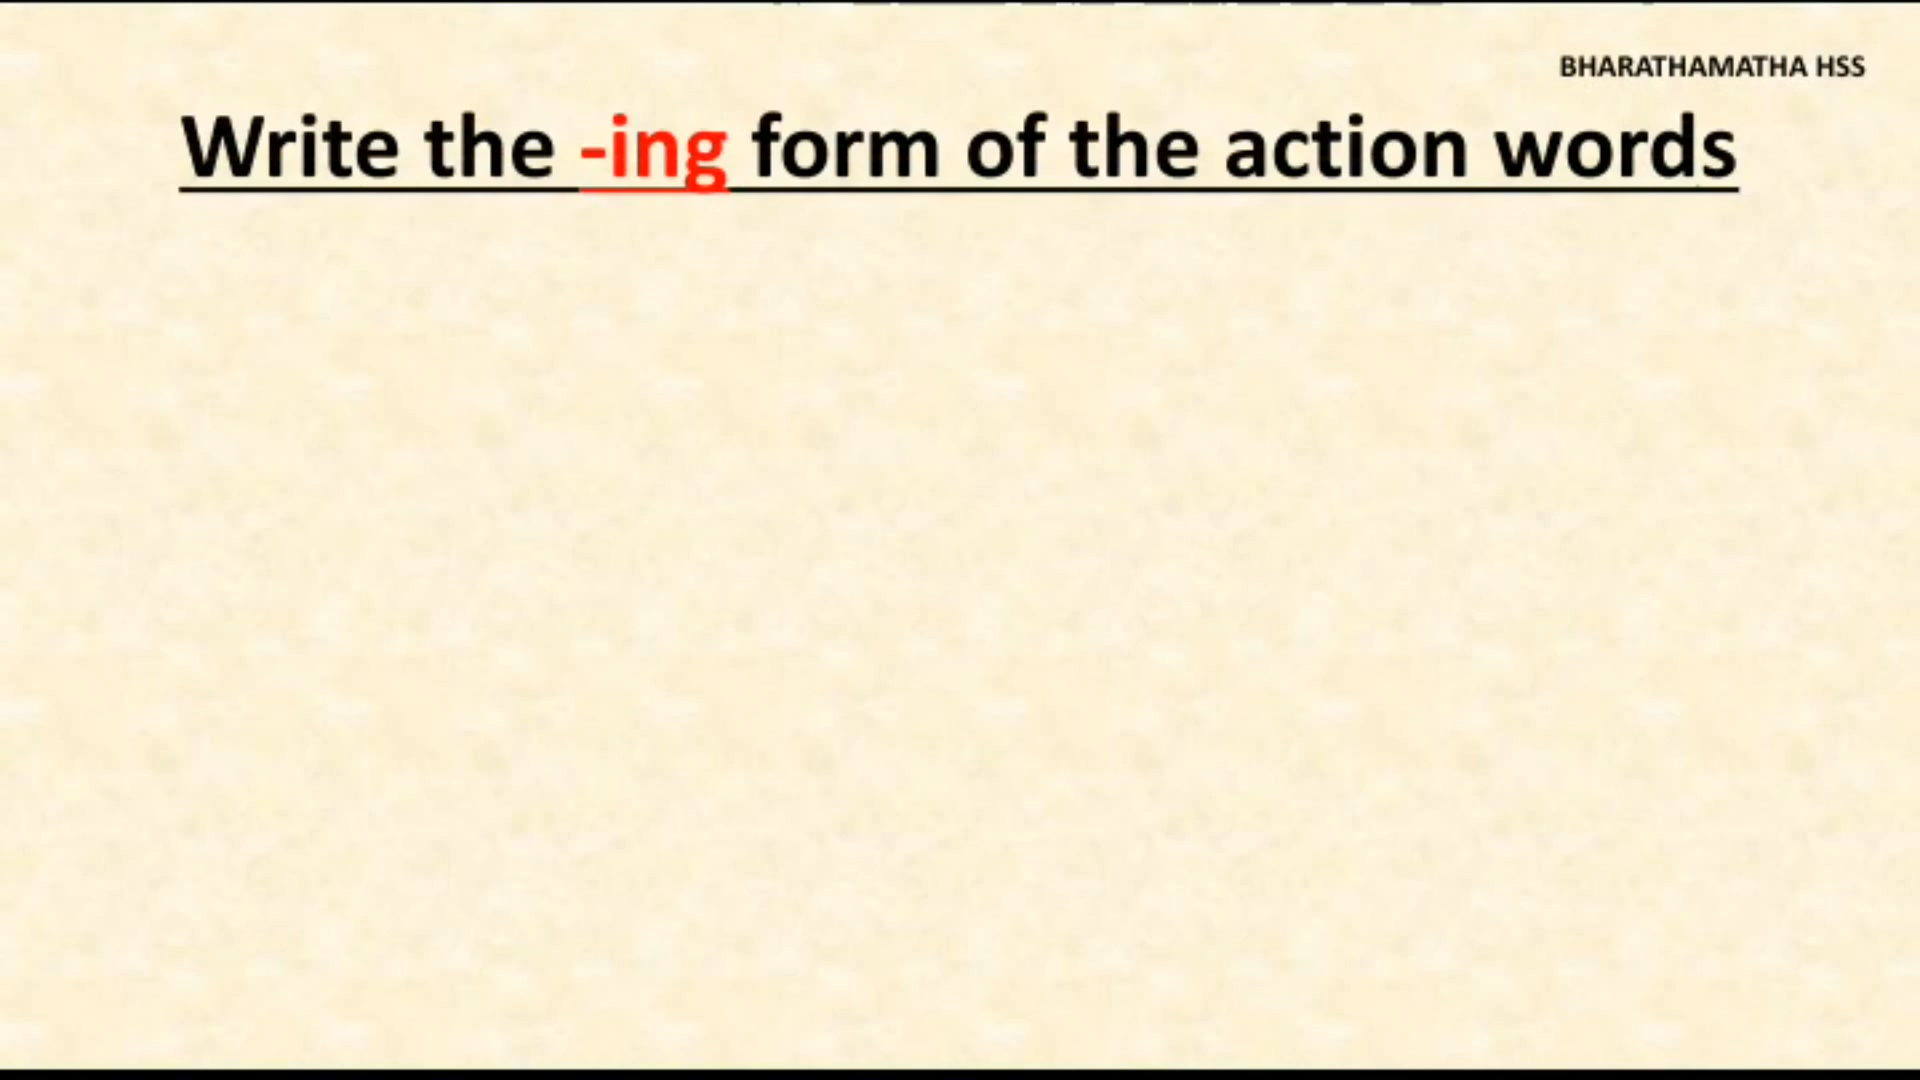 BHARATHAMATHA HSS
Write the -ing form of the action words